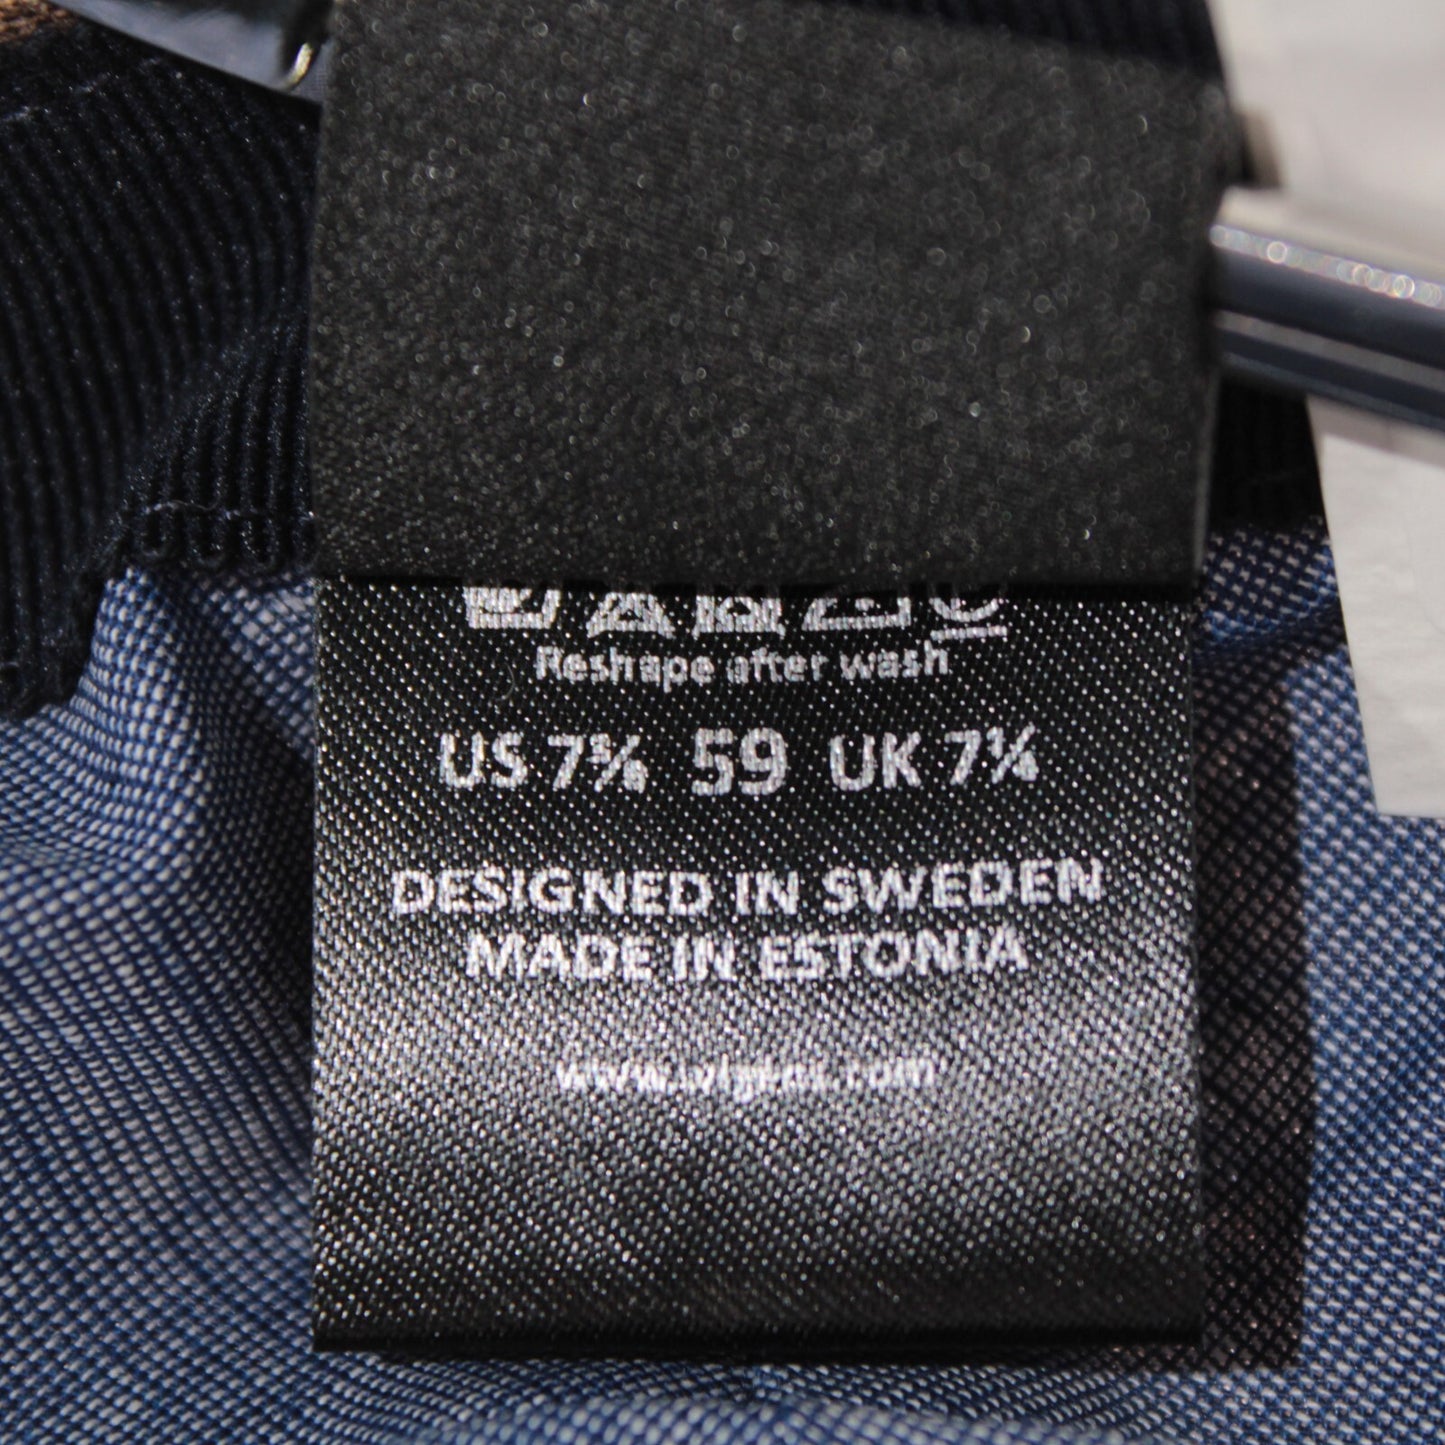 Reshape after wash
US 7⅜ 59 UK 7¼
DESIGNED IN SWEDEN
MADE IN ESTONIA